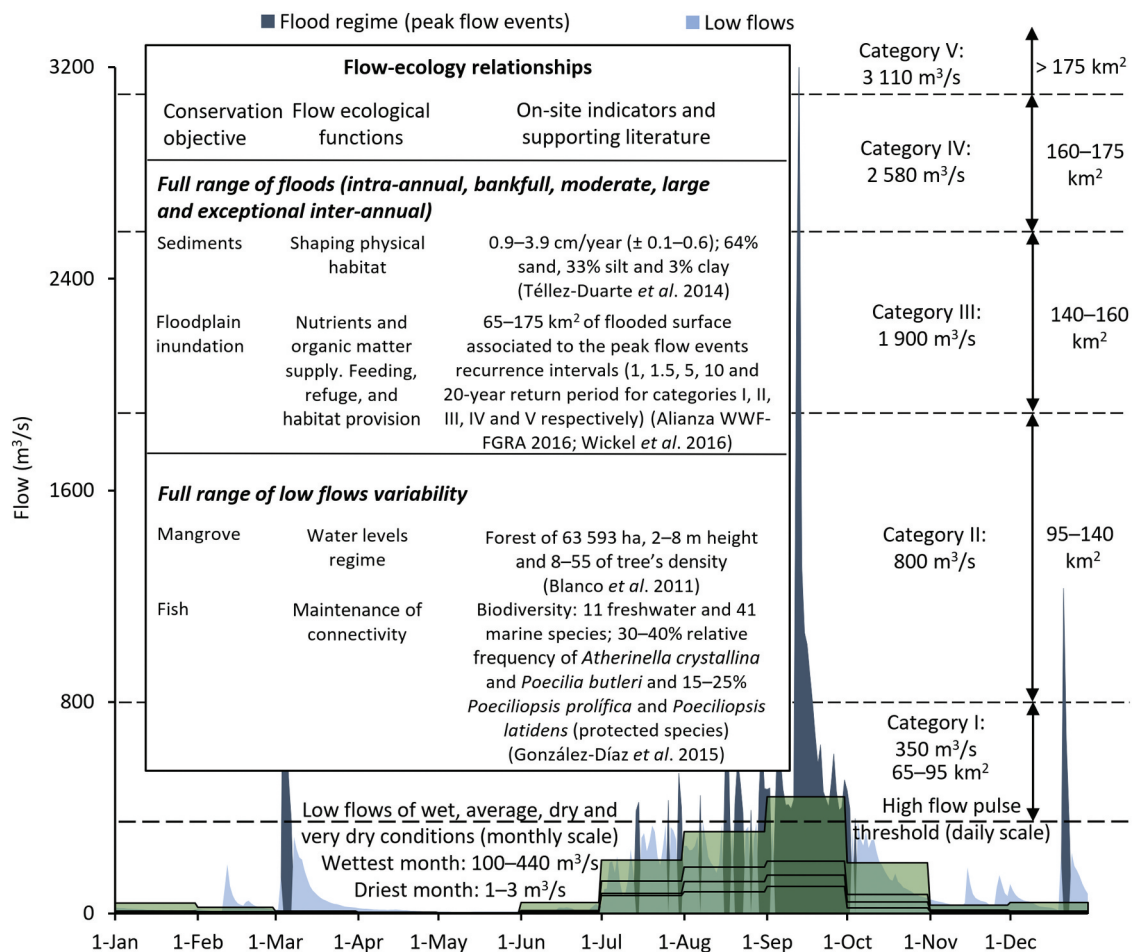 Flood regime (peak flow events) Low flows
Flow-ecology relationships
Conservation objective
Flow ecological functions
On-site indicators and supporting literature
Full range of floods (intra-annual, bankfull, moderate, large
and exceptional inter-annual)
Sediments
Shaping physical
habitat
0.9–3.9 cm/year (± 0.1–0.6); 64%
sand, 33% silt and 3% clay
(Téllez-Duarte et al. 2014)
Floodplain
inundation
Nutrients and
organic matter
supply. Feeding,
refuge, and
habitat provision
65–175 km² of flooded surface
associated to the peak flow events
recurrence intervals (1, 1.5, 5, 10 and
20-year return period for categories I, II,
III, IV and V respectively) (Alianza WWF-
FGRA 2016; Wickel et al. 2016)
Full range of low flows variability
Mangrove
Water levels
regime
Forest of 63 593 ha, 2–8 m height
and 8–55 of tree’s density
(Blanco et al. 2011)
Fish
Maintenance of
connectivity
Biodiversity: 11 freshwater and 41
marine species; 30–40% relative
frequency of Atherinella crystallina
and Poecilia butleri and 15–25%
Poeciliopsis prolífica and Poeciliopsis
latidens (protected species)
(González-Díaz et al. 2015)
Category V:
3 110 m³/s
> 175 km²
Category IV:
2 580 m³/s
160–175
km²
Category III:
1 900 m³/s
140–160
km²
Category II:
800 m³/s
95–140
km²
Category I:
350 m³/s
65–95 km²
High flow pulse
threshold (daily scale)
Low flows of wet, average, dry and
very dry conditions (monthly scale)
Wettest month: 100–440 m³/s
Driest month: 1–3 m³/s
Flow (m³/s)
3200
2400
1600
800
0
1-Jan 1-Feb 1-Mar 1-Apr 1-May 1-Jun 1-Jul 1-Aug 1-Sep 1-Oct 1-Nov 1-Dec